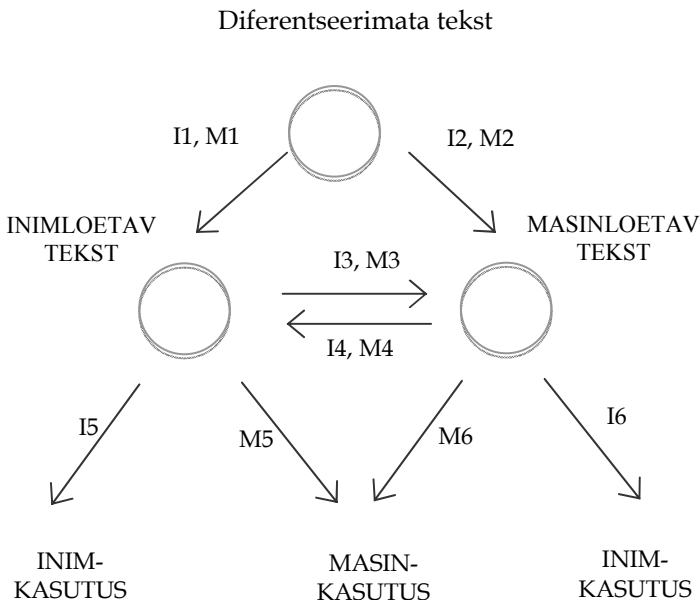 Diferentseerimata tekst
I1, M1
I2, M2
INIMLOETAV
TEKST
MASINLOETAV
TEKST
I3, M3
I4, M4
I5
M5
M6
I6
INIM-
KASUTUS
MASIN-
KASUTUS
INIM-
KASUTUS